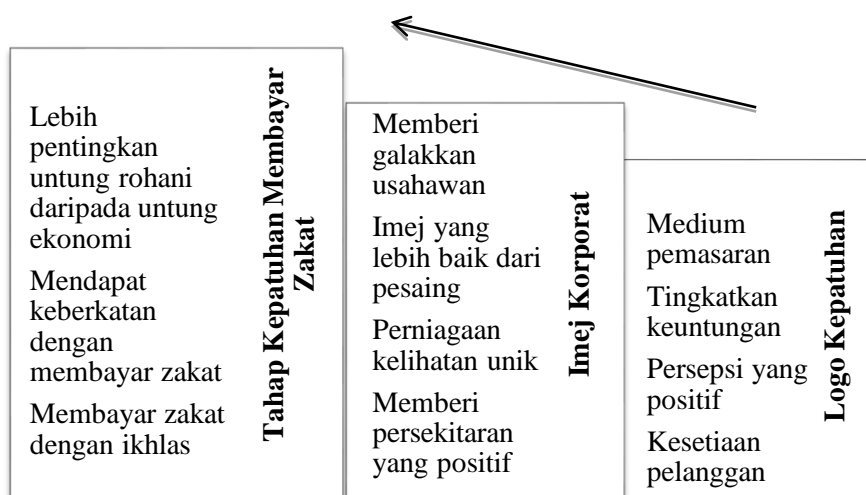 Lebih
pentingkan
untung rohani
daripada untung
ekonomi
Mendapat
keberkatan
dengan
membayar zakat
Membayar zakat
dengan ikhlas
Tahap Kepatuhan Membayar
Zakat
Memberi
galakkan
usahawan
Imej yang
lebih baik dari
pesaing
Perniagaan
kelihatan unik
Memberi
persekitaran
yang positif
Imej Korporat
Medium
pemasaran
Tingkatkan
keuntungan
Persepsi yang
positif
Kesetiaan
pelanggan
Logo Kepatuhan